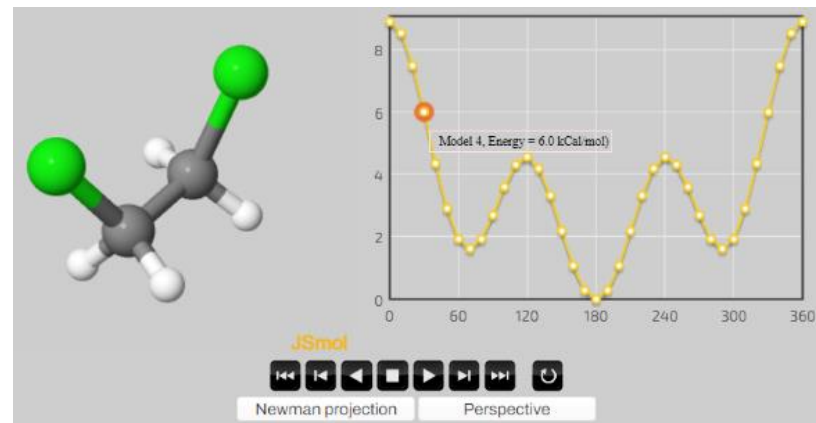 8
6
Model 4, Energy = 6.0 kCal/mol)
4
2
0
0 60 120 180 240 300 360
JSmol
Newman projection Perspective